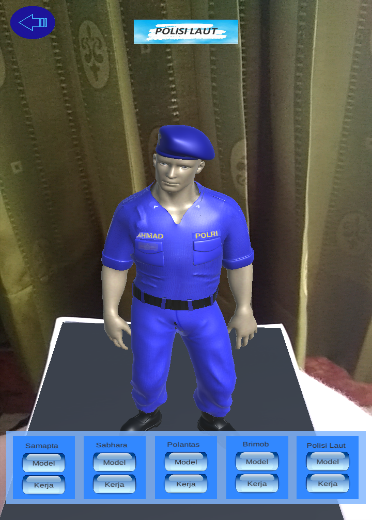 POLISI LAUT
AHMAD POLRI
Samapta Sabhara Polantas Brimob Polisi Laut
Model Model Model Model Model
Kerja Kerja Kerja Kerja Kerja